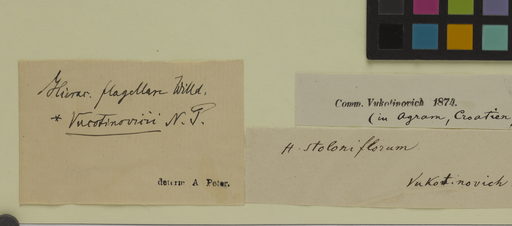 Hierac. flagellare Willd.
* Vucotinovicii N. P.
determ A Peter.
Comm. Vukotinovich 1873.
(in Agram, Croatien,
H. stoloniflorum
Vukotinovich